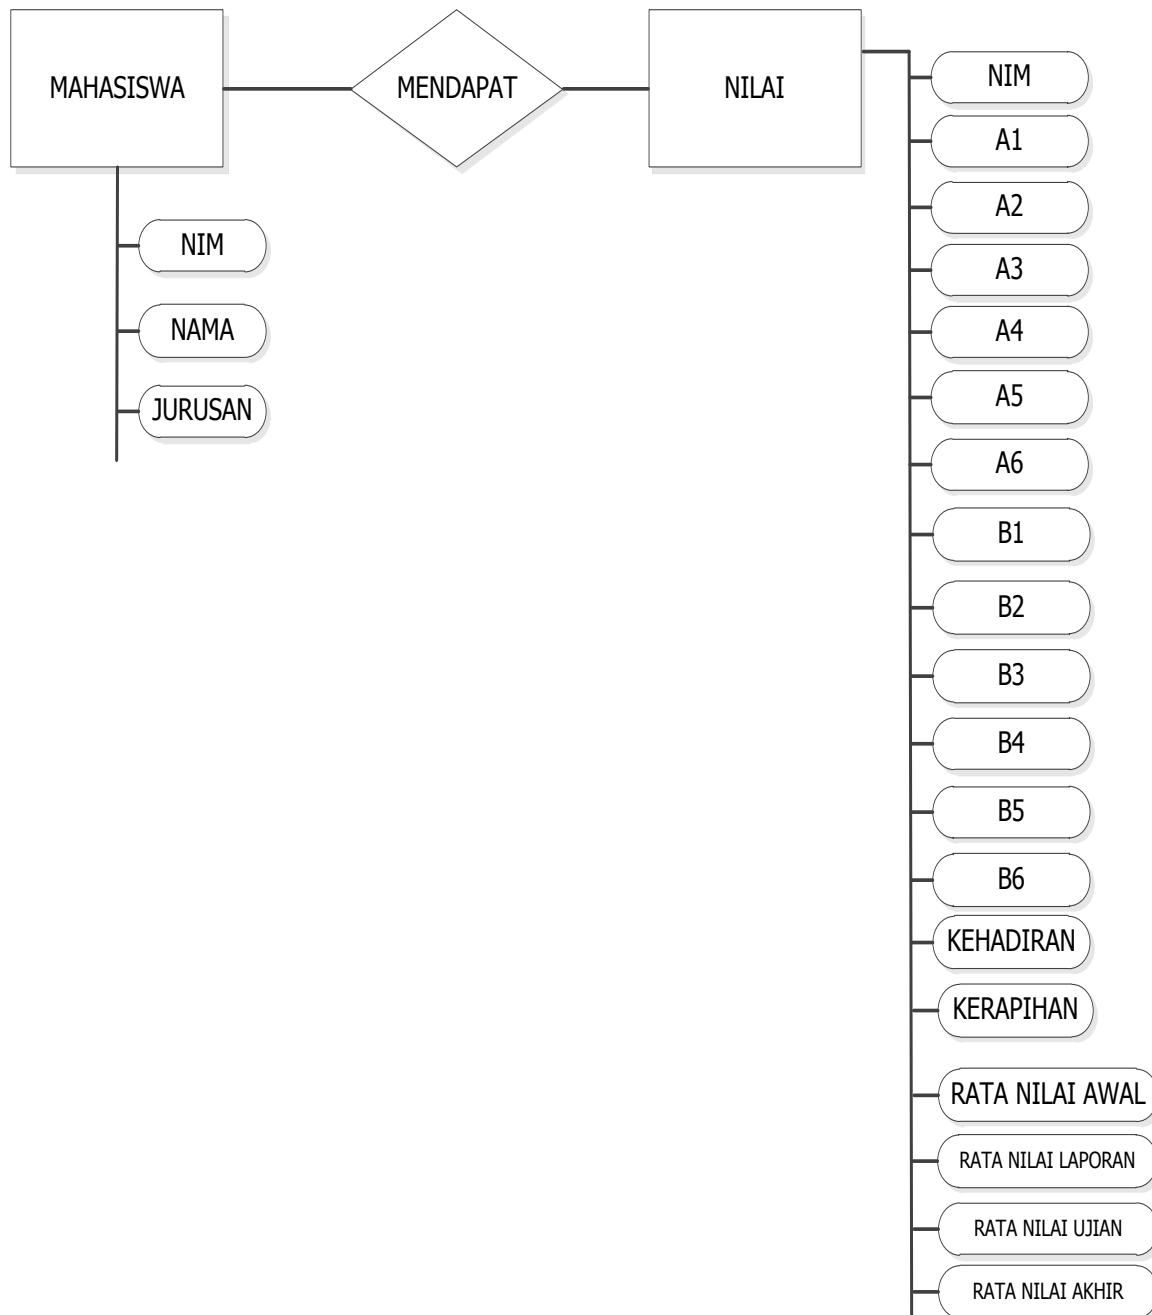 MAHASISWA
MENDAPAT
NILAI
NIM
NAMA
JURUSAN
NIM
A1
A2
A3
A4
A5
A6
B1
B2
B3
B4
B5
B6
KEHADIRAN
KERAPIHAN
RATA NILAI AWAL
RATA NILAI LAPORAN
RATA NILAI UJIAN
RATA NILAI AKHIR